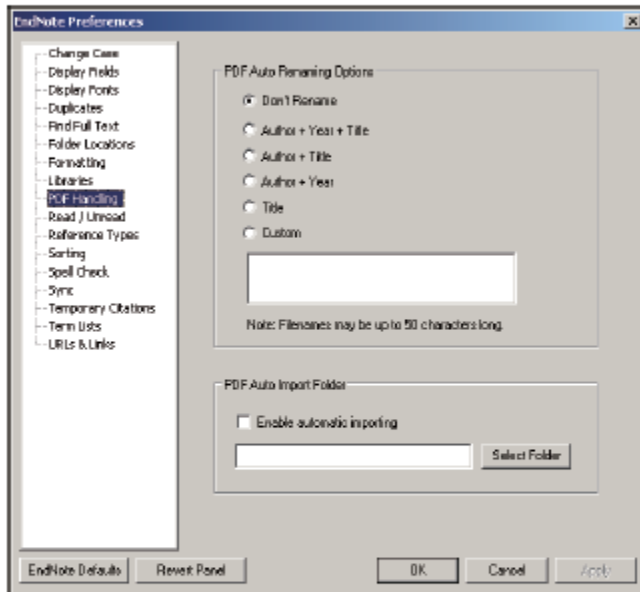 EndNote Preferences
Change Case
Display Fields
Display Fonts
Duplicates
Find Full Text
Folder Locations
Formatting
Libraries
PDF Handling
Read / Unread
Reference Types
Sorting
Spell Check
Sync
Temporary Citations
Term Lists
URLs & Links
PDF Auto Renaming Options
Don't Rename
Author + Year + Title
Author + Title
Author + Year
Title
Custom
Note: Filenames may be up to 50 characters long.
PDF Auto Import Folder
Enable automatic importing
Select Folder
EndNote Defaults
Revert Panel
OK
Cancel
Apply